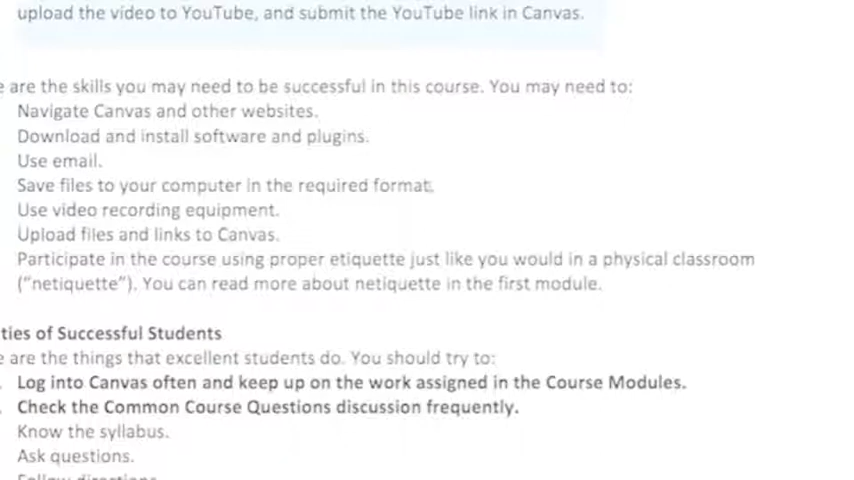 upload the video to YouTube, and submit the YouTube link in Canvas.
are the skills you may need to be successful in this course. You may need to:
Navigate Canvas and other websites.
Download and install software and plugins.
Use email.
Save files to your computer in the required format.
Use video recording equipment.
Upload files and links to Canvas.
Participate in the course using proper etiquette just like you would in a physical classroom
("netiquette"). You can read more about netiquette in the first module.
ties of Successful Students
are the things that excellent students do. You should try to:
Log into Canvas often and keep up on the work assigned in the Course Modules.
Check the Common Course Questions discussion frequently.
Know the syllabus.
Ask questions.
Follow directions.